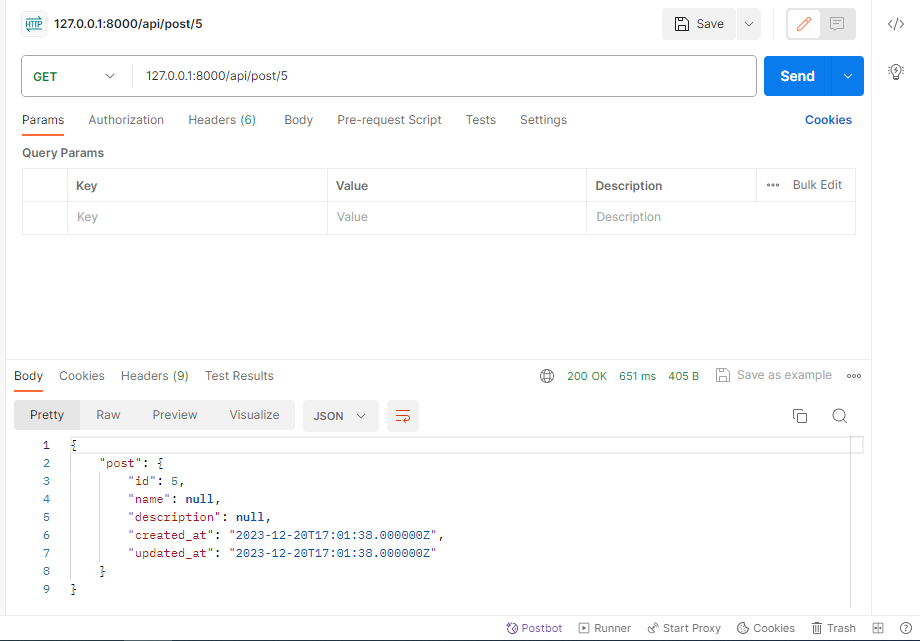 HTTP 127.0.0.1:8000/api/post/5 Save </>
GET 127.0.0.1:8000/api/post/5 Send
Params Authorization Headers (6) Body Pre-request Script Tests Settings Cookies
Query Params
Key Value Description ••• Bulk Edit
Key Value Description
Body Cookies Headers (9) Test Results 200 OK 651 ms 405 B Save as example •••
Pretty Raw Preview Visualize JSON
1 {
2 "post": {
3 "id": 5,
4 "name": null,
5 "description": null,
6 "created_at": "2023-12-20T17:01:38.000000Z",
7 "updated_at": "2023-12-20T17:01:38.000000Z"
8 }
9 }
Postbot Runner Start Proxy Cookies Trash